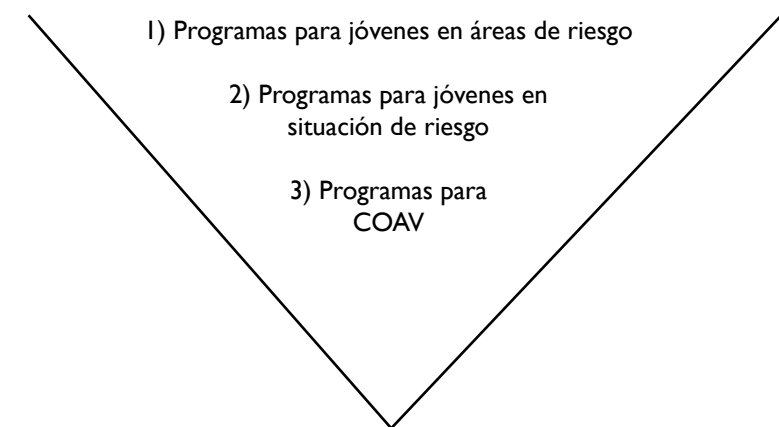 1) Programas para jóvenes en áreas de riesgo
2) Programas para jóvenes en
situación de riesgo
3) Programas para
COAV